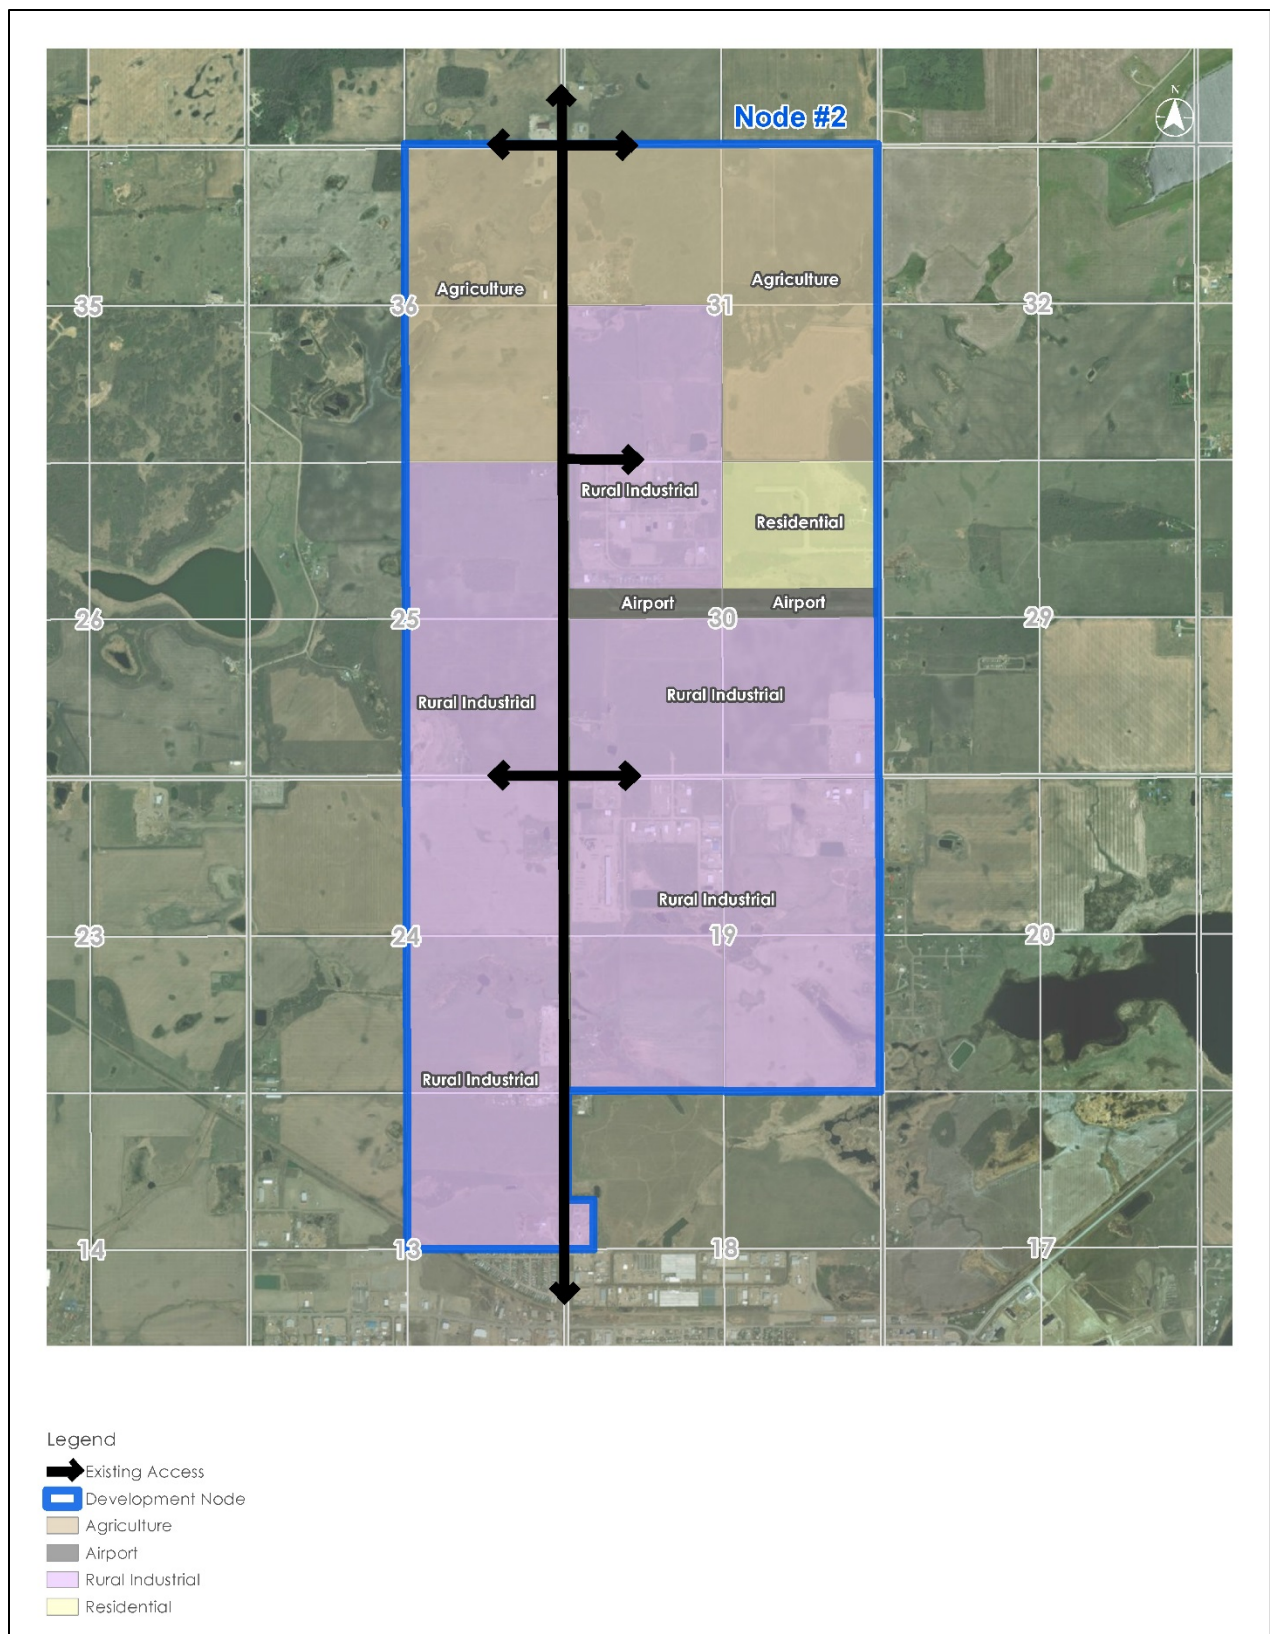 N
Node #2
Agriculture
Agriculture
35
36
31
32
Rural Industrial
Residential
Airport
Airport
26
25
30
29
Rural Industrial
Rural Industrial
Rural Industrial
23
24
19
20
Rural Industrial
14
13
18
17
Legend
Existing Access
Development Node
Agriculture
Airport
Rural Industrial
Residential